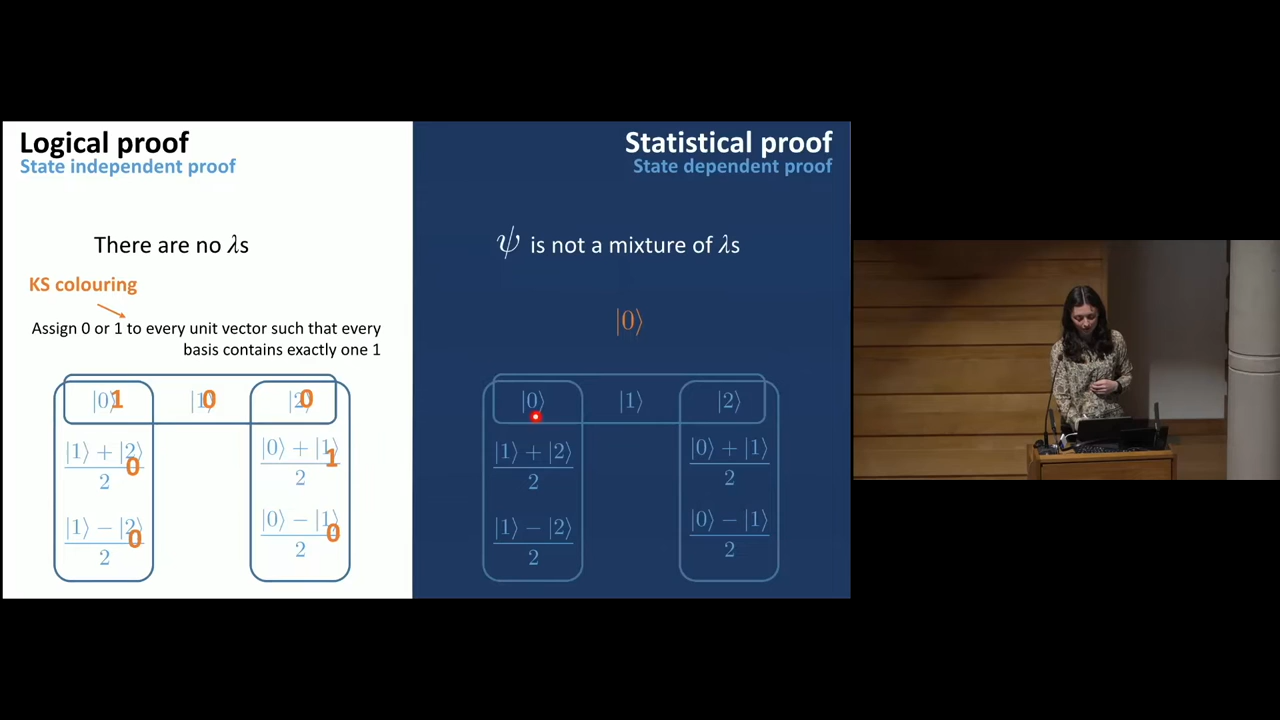 Logical proof
State independent proof
There are no λs
KS colouring
Assign 0 or 1 to every unit vector such that every
basis contains exactly one 1
|0⟩ 1 |1⟩ 0 |2⟩ 0
|1⟩ + |2⟩
2
0
|0⟩ + |1⟩
2
1
|1⟩ − |2⟩
2
0
|0⟩ − |1⟩
2
0
Statistical proof
State dependent proof
ψ is not a mixture of λs
|0⟩
|0⟩ |1⟩ |2⟩
|1⟩ + |2⟩
2
|0⟩ + |1⟩
2
|1⟩ − |2⟩
2
|0⟩ − |1⟩
2